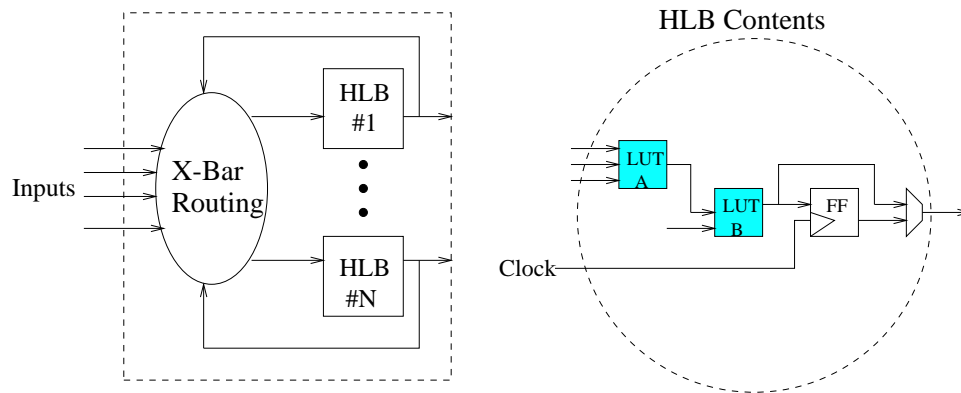 HLB Contents
HLB
#1
X-Bar
Routing
Inputs
HLB
#N
LUT
A
LUT
B
FF
Clock